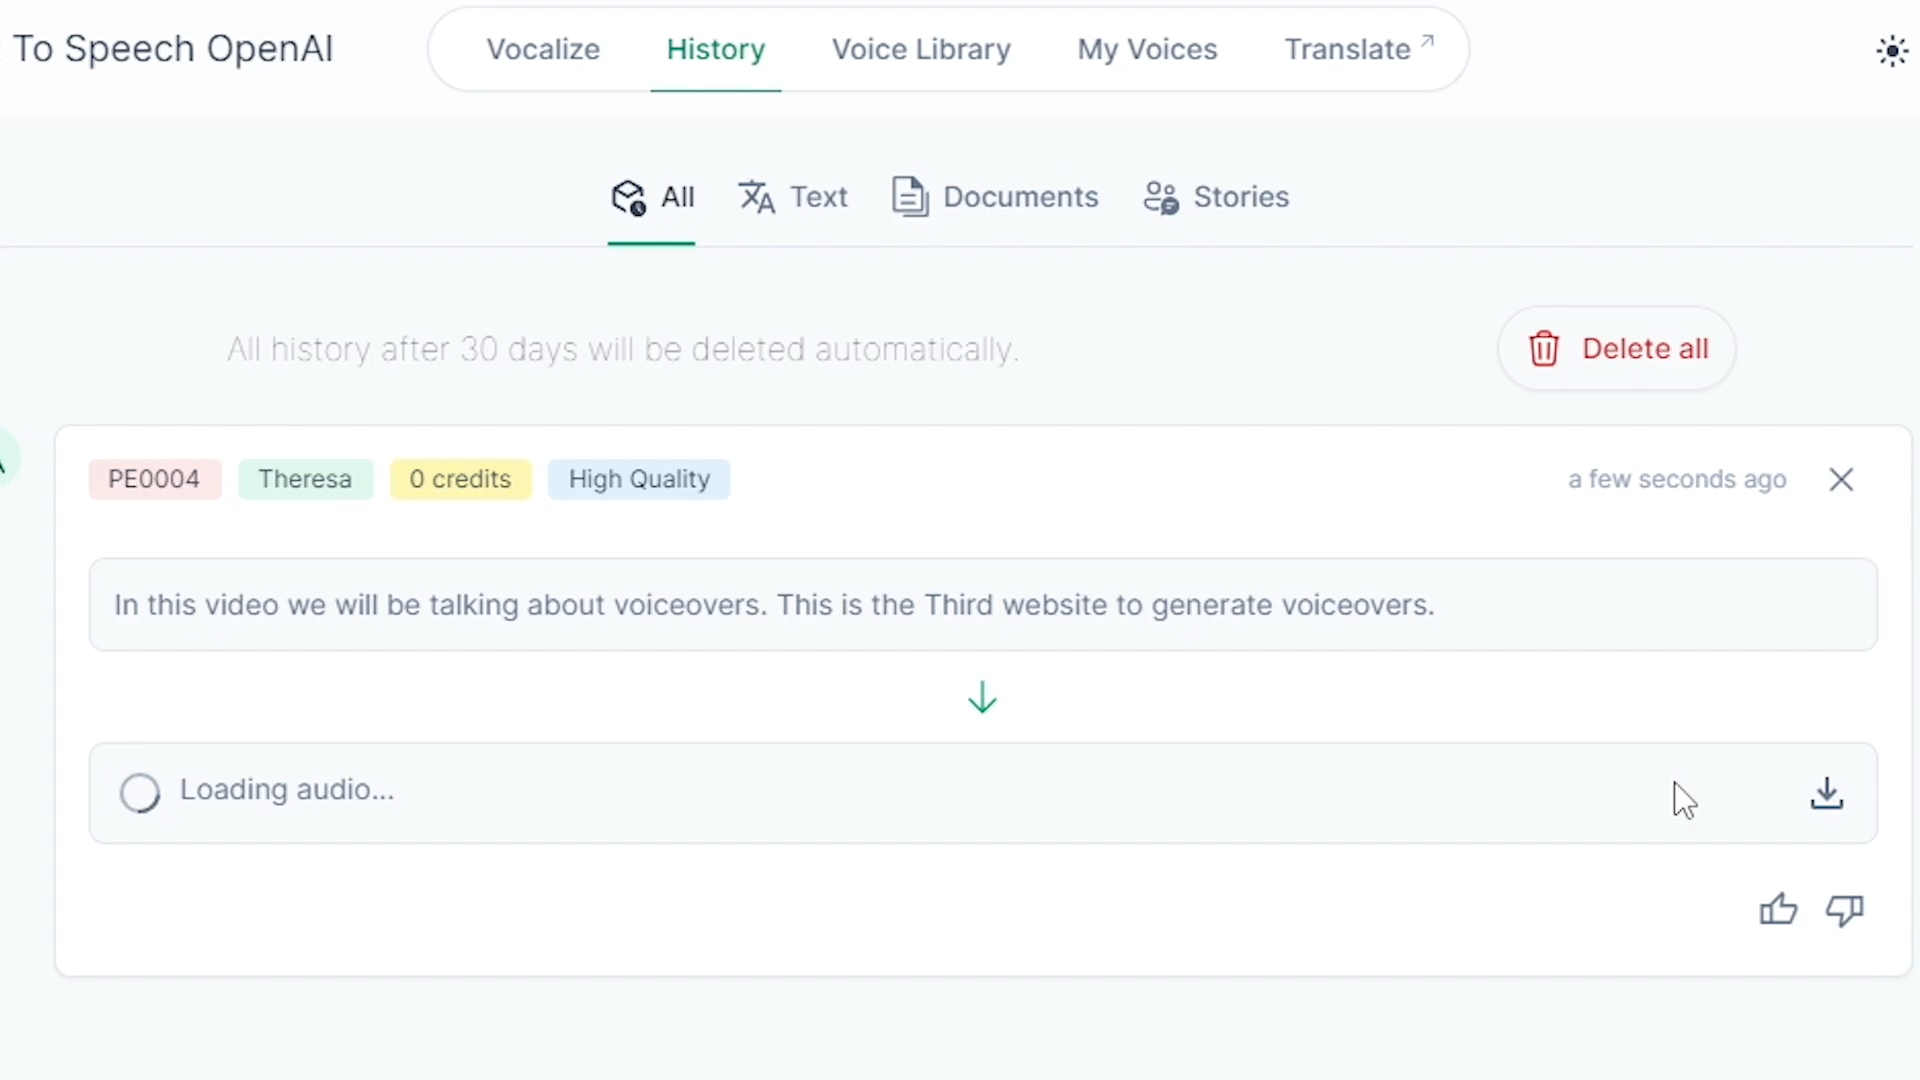 To Speech OpenAI
Vocalize
History
Voice Library
My Voices
Translate
All
Text
Documents
Stories
All history after 30 days will be deleted automatically.
Delete all
PE0004
Theresa
0 credits
High Quality
a few seconds ago
In this video we will be talking about voiceovers. This is the Third website to generate voiceovers.
Loading audio...